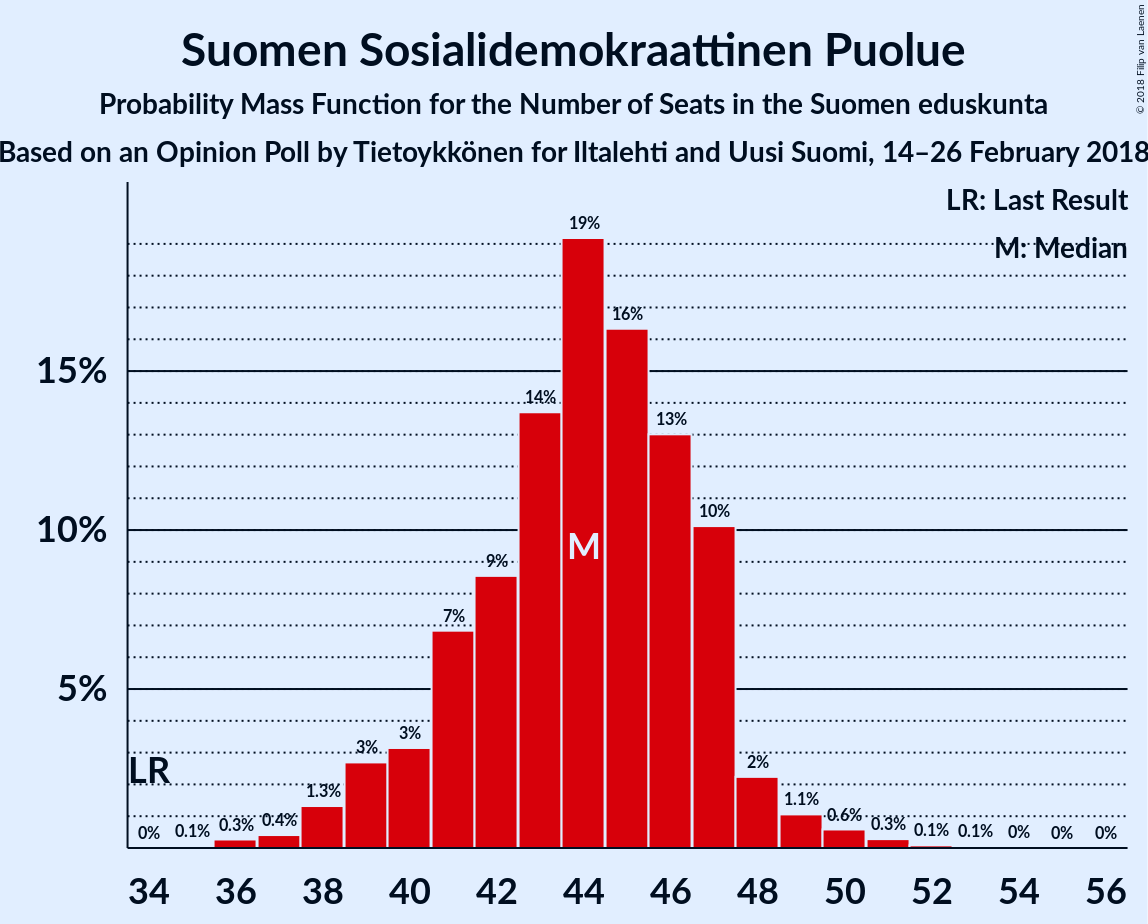 Suomen Sosialidemokraattinen Puolue
Probability Mass Function for the Number of Seats in the Suomen eduskunta
Based on an Opinion Poll by Tietoykkönen for Iltalehti and Uusi Suomi, 14–26 February 2018
© 2018 Filip van Laenen
LR: Last Result
M: Median
15%
10%
5%
LR
M
0%
0.1%
0.3%
0.4%
1.3%
3%
3%
7%
9%
14%
19%
16%
13%
10%
2%
1.1%
0.6%
0.3%
0.1%
0.1%
0%
0%
0%
34 36 38 40 42 44 46 48 50 52 54 56